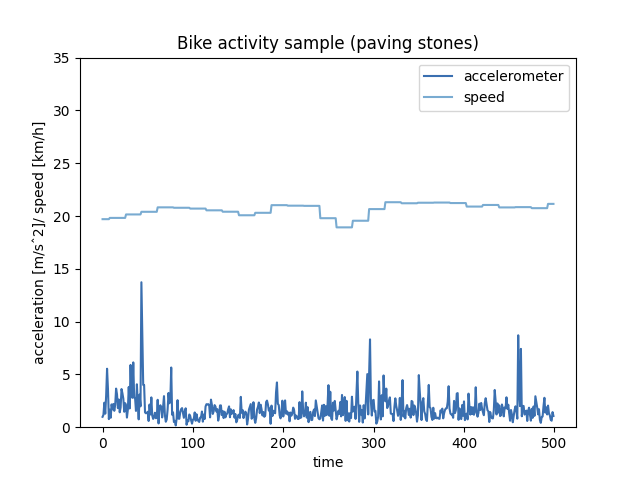 Bike activity sample (paving stones)
accelerometer
speed
35
30
25
20
15
10
5
0
acceleration [m/s^2]/ speed [km/h]
0 100 200 300 400 500
time